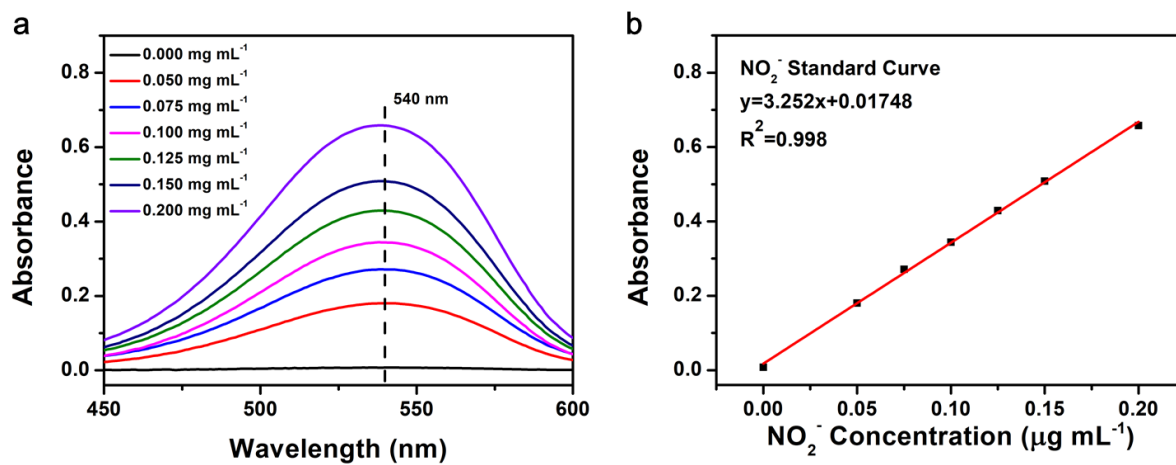 a
0.000 mg mL⁻¹
0.050 mg mL⁻¹
0.075 mg mL⁻¹
0.100 mg mL⁻¹
0.125 mg mL⁻¹
0.150 mg mL⁻¹
0.200 mg mL⁻¹
540 nm
Absorbance
0.8
0.6
0.4
0.2
0.0
450
500
550
600
Wavelength (nm)
b
NO₂⁻ Standard Curve
y=3.252x+0.01748
R²=0.998
Absorbance
0.8
0.6
0.4
0.2
0.0
0.00
0.05
0.10
0.15
0.20
NO₂⁻ Concentration (μg mL⁻¹)